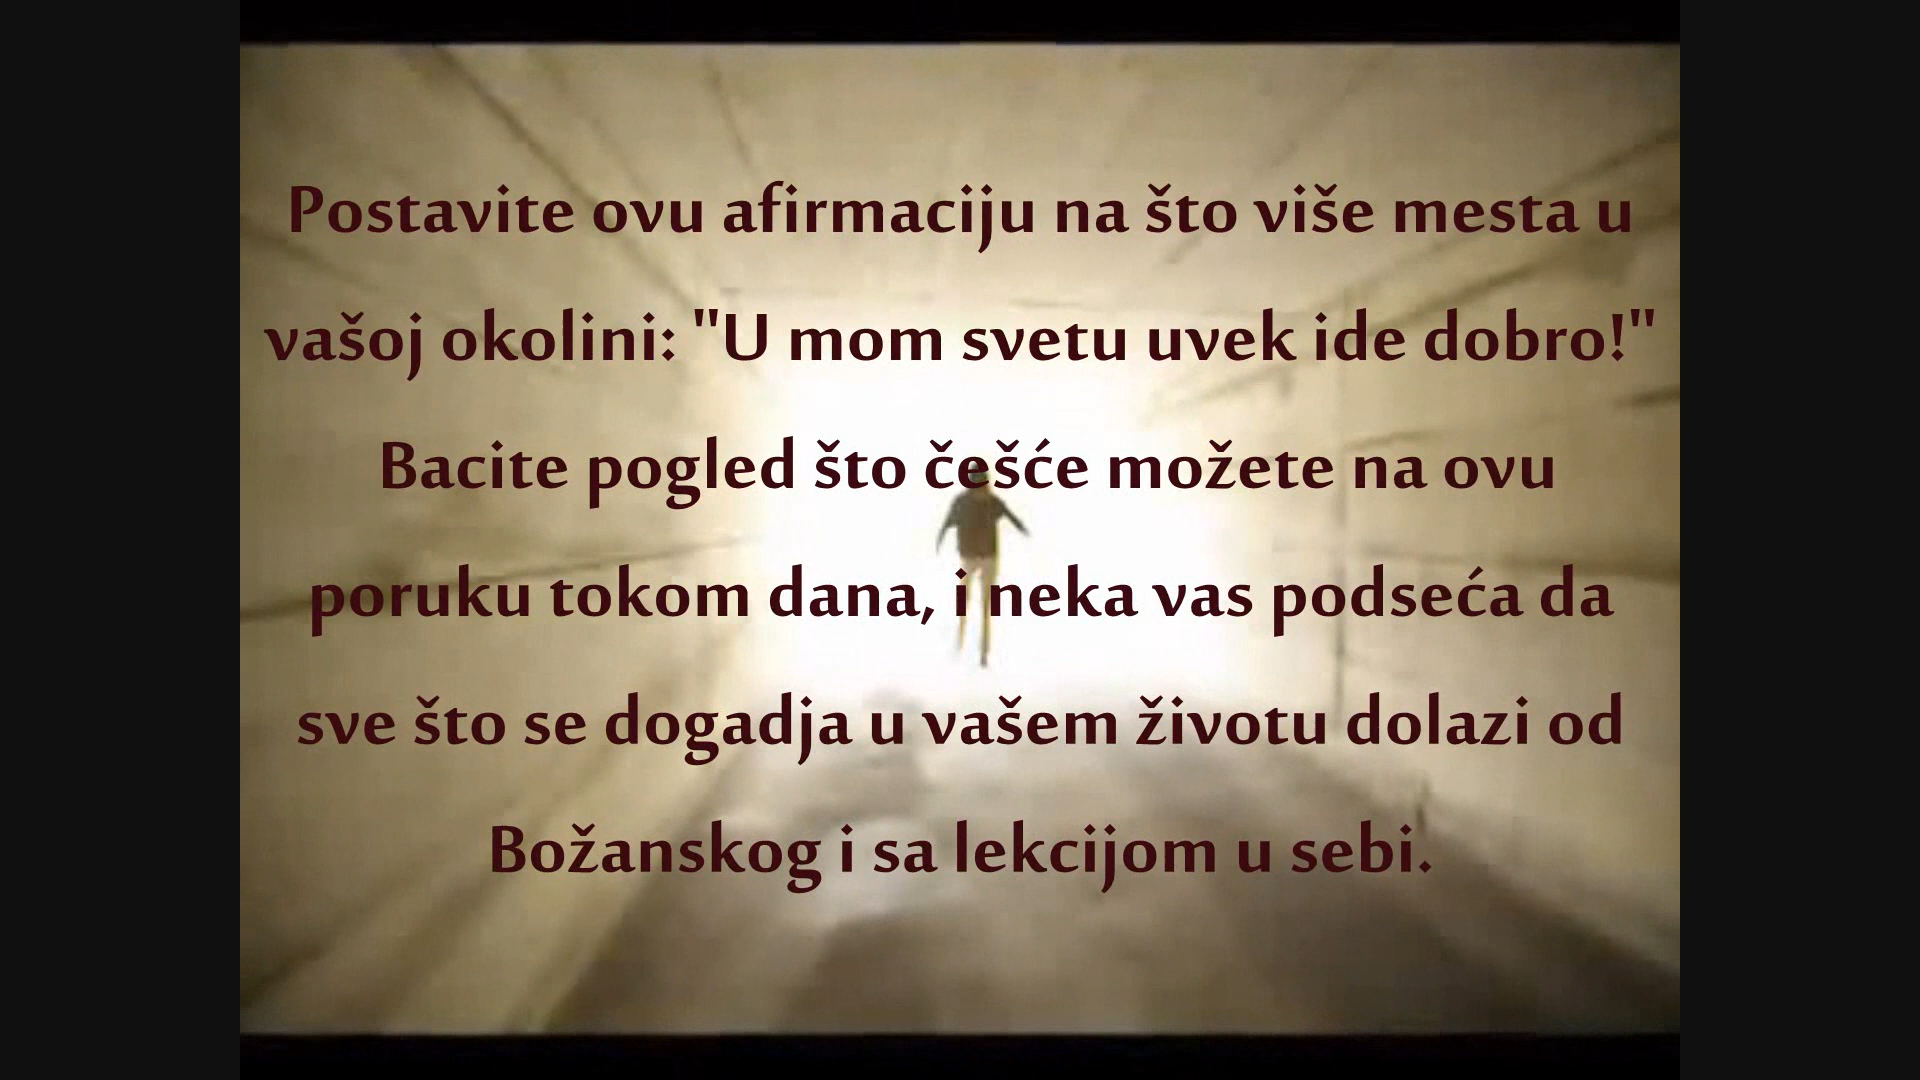 Postavite ovu afirmaciju na što više mesta u
vašoj okolini: "U mom svetu uvek ide dobro!"
Bacite pogled što češće možete na ovu
poruku tokom dana, i neka vas podseća da
sve što se dogadja u vašem životu dolazi od
Božanskog i sa lekcijom u sebi.